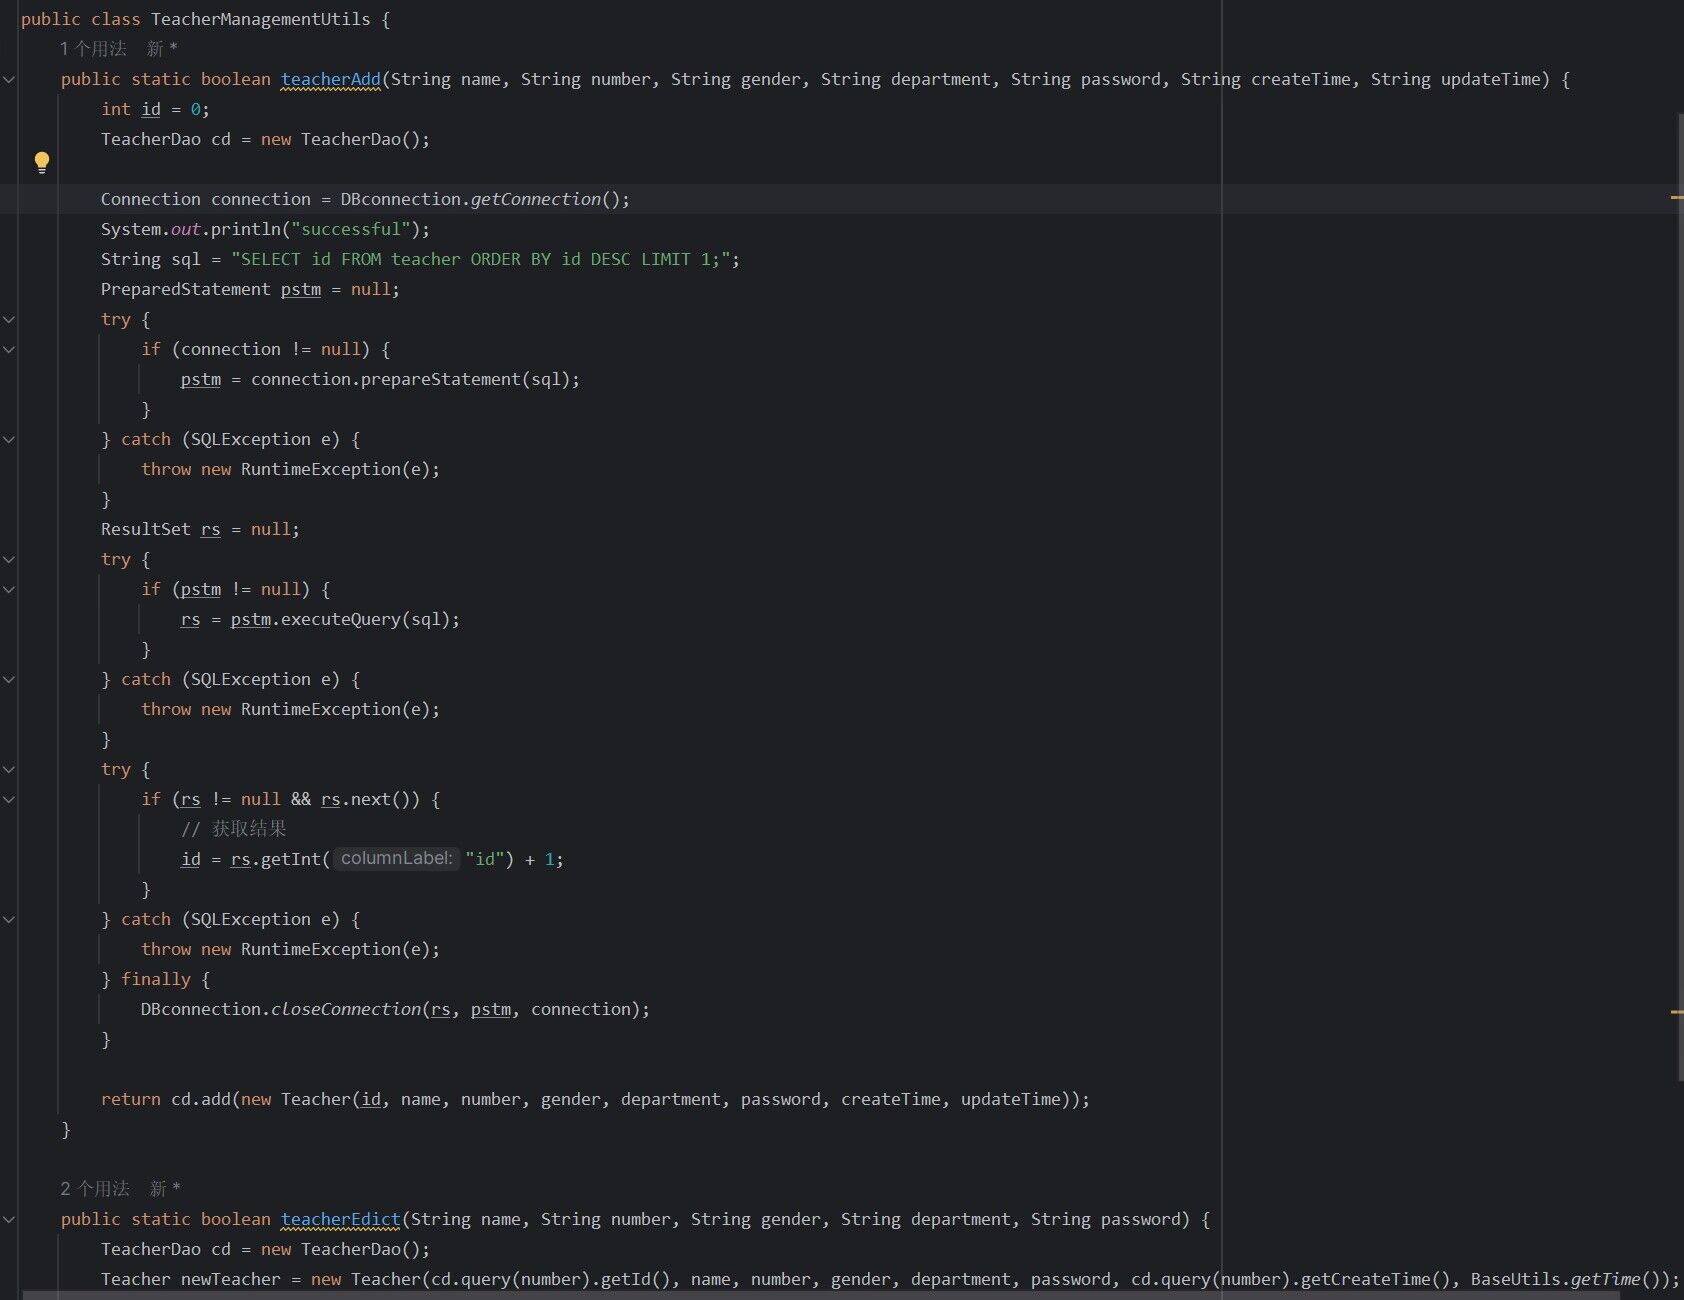 public class TeacherManagementUtils {
1 个用法 新 *
public static boolean teacherAdd(String name, String number, String gender, String department, String password, String createTime, String updateTime) {
int id = 0;
TeacherDao cd = new TeacherDao();
Connection connection = DBconnection.getConnection();
System.out.println("successful");
String sql = "SELECT id FROM teacher ORDER BY id DESC LIMIT 1;";
PreparedStatement pstm = null;
try {
if (connection != null) {
pstm = connection.prepareStatement(sql);
}
} catch (SQLException e) {
throw new RuntimeException(e);
}
ResultSet rs = null;
try {
if (pstm != null) {
rs = pstm.executeQuery(sql);
}
} catch (SQLException e) {
throw new RuntimeException(e);
}
try {
if (rs != null && rs.next()) {
// 获取结果
id = rs.getInt( columnLabel: "id") + 1;
}
} catch (SQLException e) {
throw new RuntimeException(e);
} finally {
DBconnection.closeConnection(rs, pstm, connection);
}
return cd.add(new Teacher(id, name, number, gender, department, password, createTime, updateTime));
}
2 个用法 新 *
public static boolean teacherEdict(String name, String number, String gender, String department, String password) {
TeacherDao cd = new TeacherDao();
Teacher newTeacher = new Teacher(cd.query(number).getId(), name, number, gender, department, password, cd.query(number).getCreateTime(), BaseUtils.getTime());